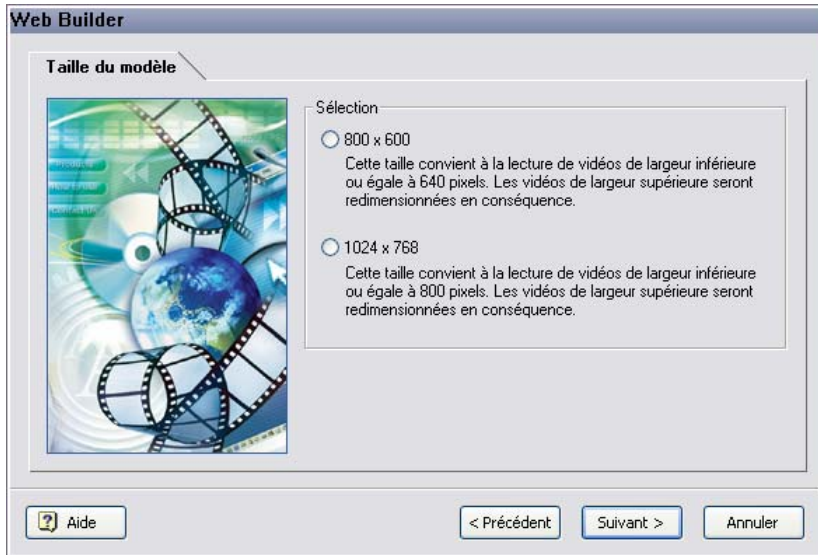 Web Builder
Taille du modèle
Sélection
800 x 600
Cette taille convient à la lecture de vidéos de largeur inférieure
ou égale à 640 pixels. Les vidéos de largeur supérieure seront
redimensionnées en conséquence.
1024 x 768
Cette taille convient à la lecture de vidéos de largeur inférieure
ou égale à 800 pixels. Les vidéos de largeur supérieure seront
redimensionnées en conséquence.
Aide
< Précédent
Suivant >
Annuler